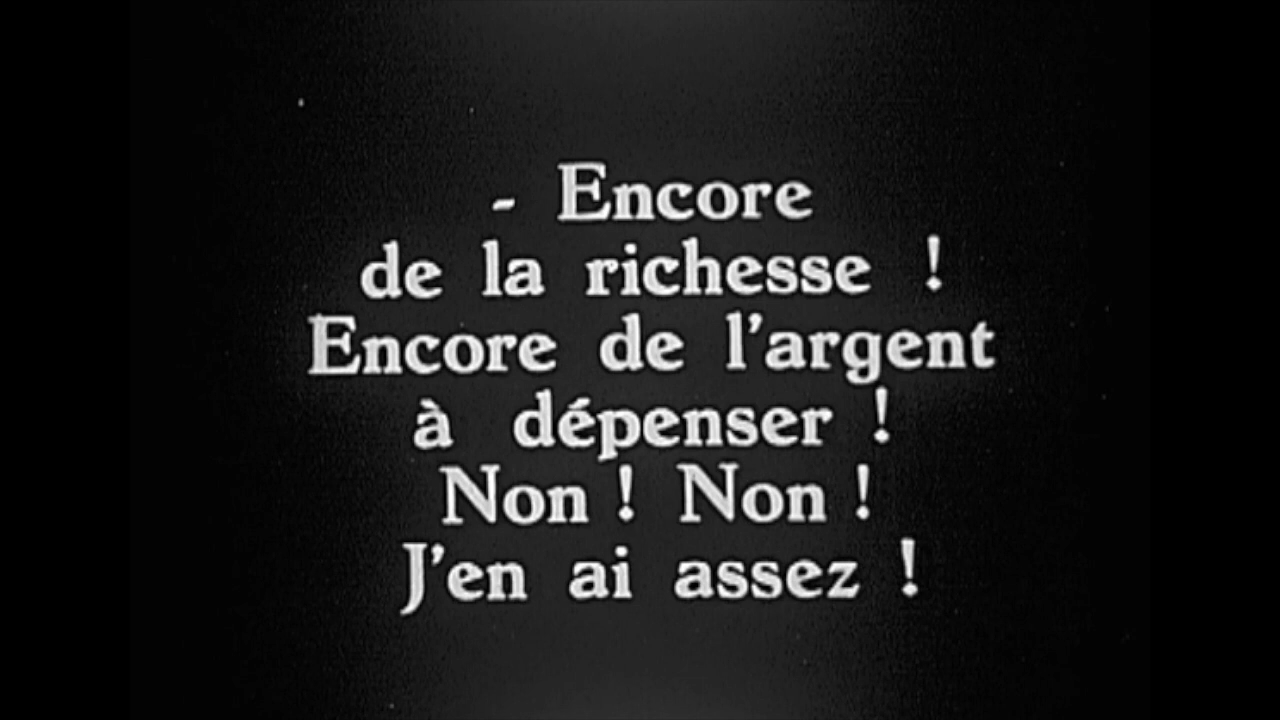 - Encore
de la richesse !
Encore de l'argent
à dépenser !
Non ! Non !
J'en ai assez !